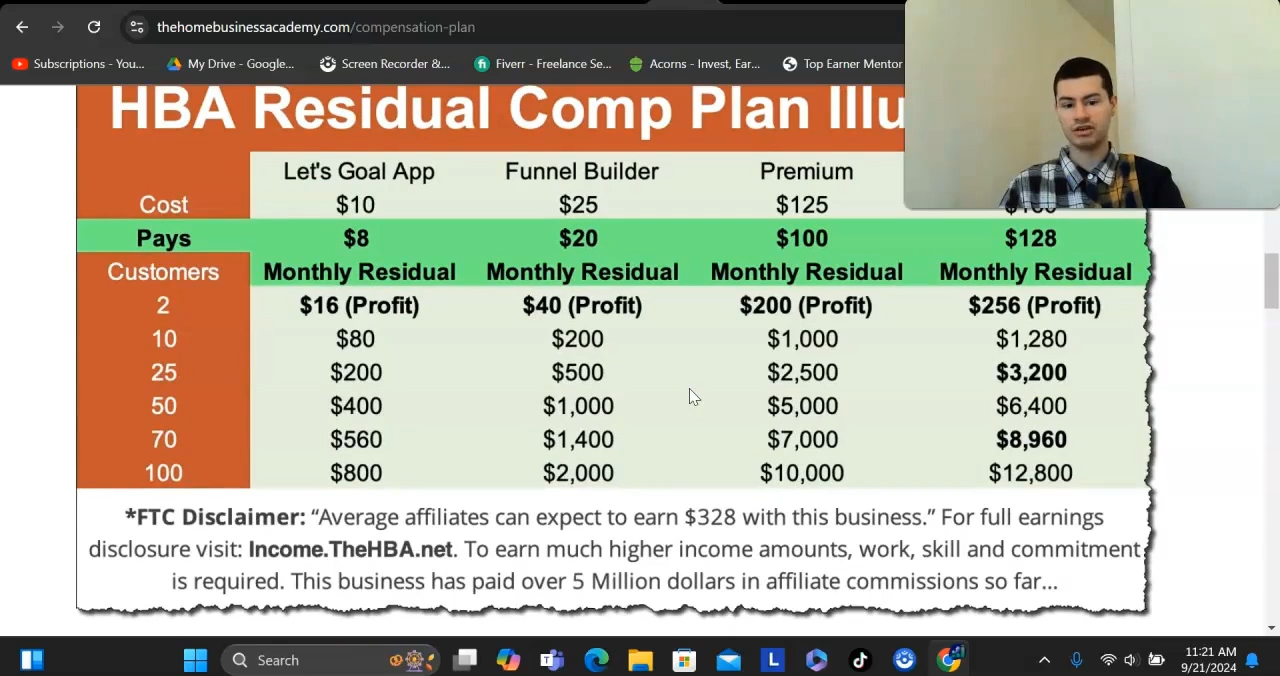 thehomebusinessacademy.com/compensation-plan
Subscriptions - You... My Drive - Google... Screen Recorder &... Fiverr - Freelance Se... Acorns - Invest, Ear... Top Earner Mentor
HBA Residual Comp Plan Illu
Let's Goal App Funnel Builder Premium
Cost $10 $25 $125
Pays $8 $20 $100 $128
Customers Monthly Residual Monthly Residual Monthly Residual Monthly Residual
2 $16 (Profit) $40 (Profit) $200 (Profit) $256 (Profit)
10 $80 $200 $1,000 $1,280
25 $200 $500 $2,500 $3,200
50 $400 $1,000 $5,000 $6,400
70 $560 $1,400 $7,000 $8,960
100 $800 $2,000 $10,000 $12,800
*FTC Disclaimer: “Average affiliates can expect to earn $328 with this business.” For full earnings
disclosure visit: Income.TheHBA.net. To earn much higher income amounts, work, skill and commitment
is required. This business has paid over 5 Million dollars in affiliate commissions so far...
Search
11:21 AM
9/21/2024